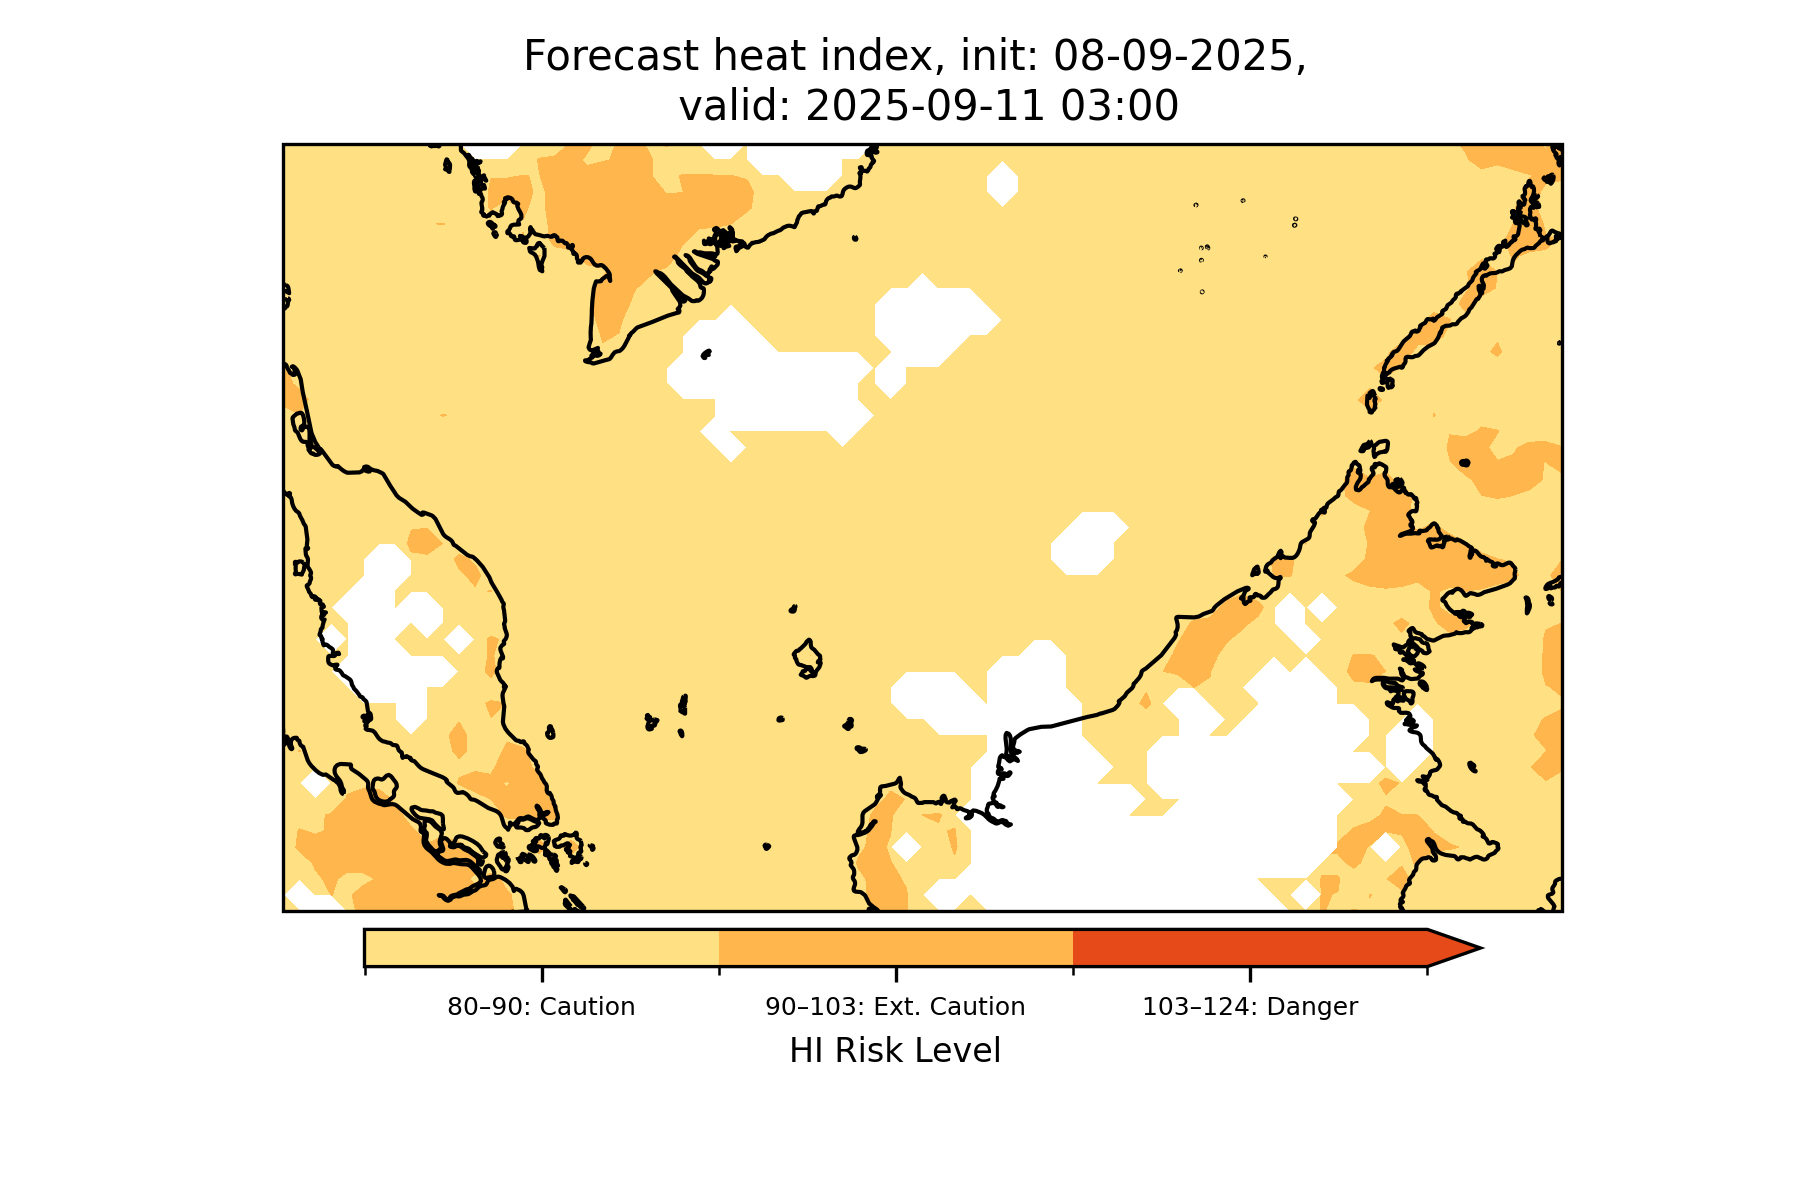 Forecast heat index, init: 08-09-2025,
valid: 2025-09-11 03:00
80–90: Caution
90–103: Ext. Caution
103–124: Danger
HI Risk Level